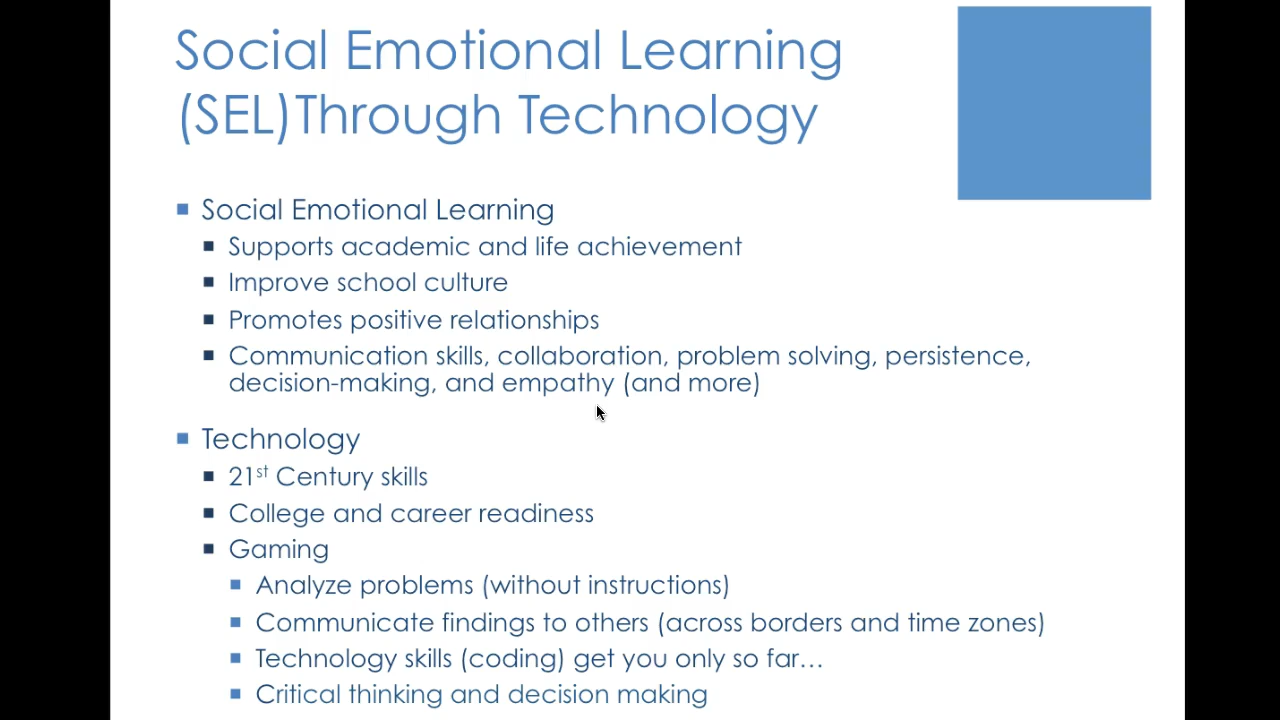 Social Emotional Learning
(SEL)Through Technology
Social Emotional Learning
Supports academic and life achievement
Improve school culture
Promotes positive relationships
Communication skills, collaboration, problem solving, persistence,
decision-making, and empathy (and more)
Technology
21st Century skills
College and career readiness
Gaming
Analyze problems (without instructions)
Communicate findings to others (across borders and time zones)
Technology skills (coding) get you only so far…
Critical thinking and decision making